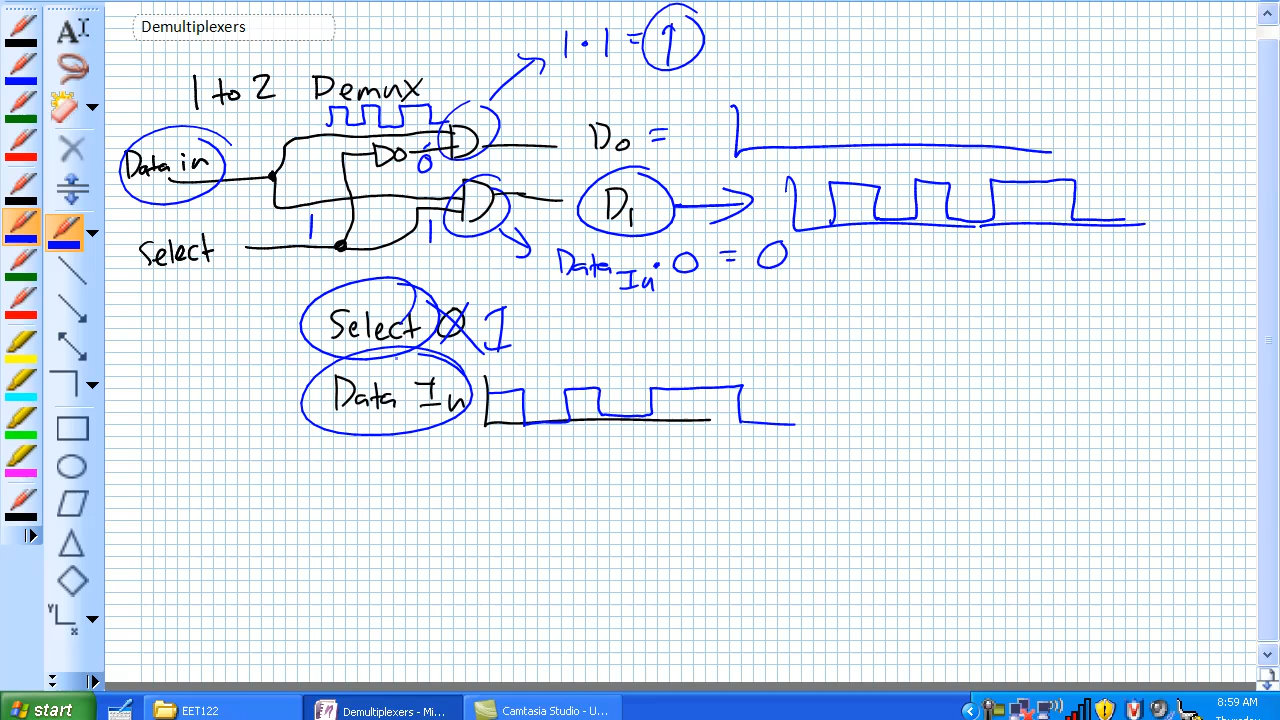 Demultiplexers
1 · 1 = 1
1 to 2 Demux
Data in
0
D0 =
1
1
D1
Select
Data In · 0 = 0
Select 0 1
Data In
start
EET122
Demultiplexers - Mi...
Camtasia Studio - U...
8:59 AM
Thursday